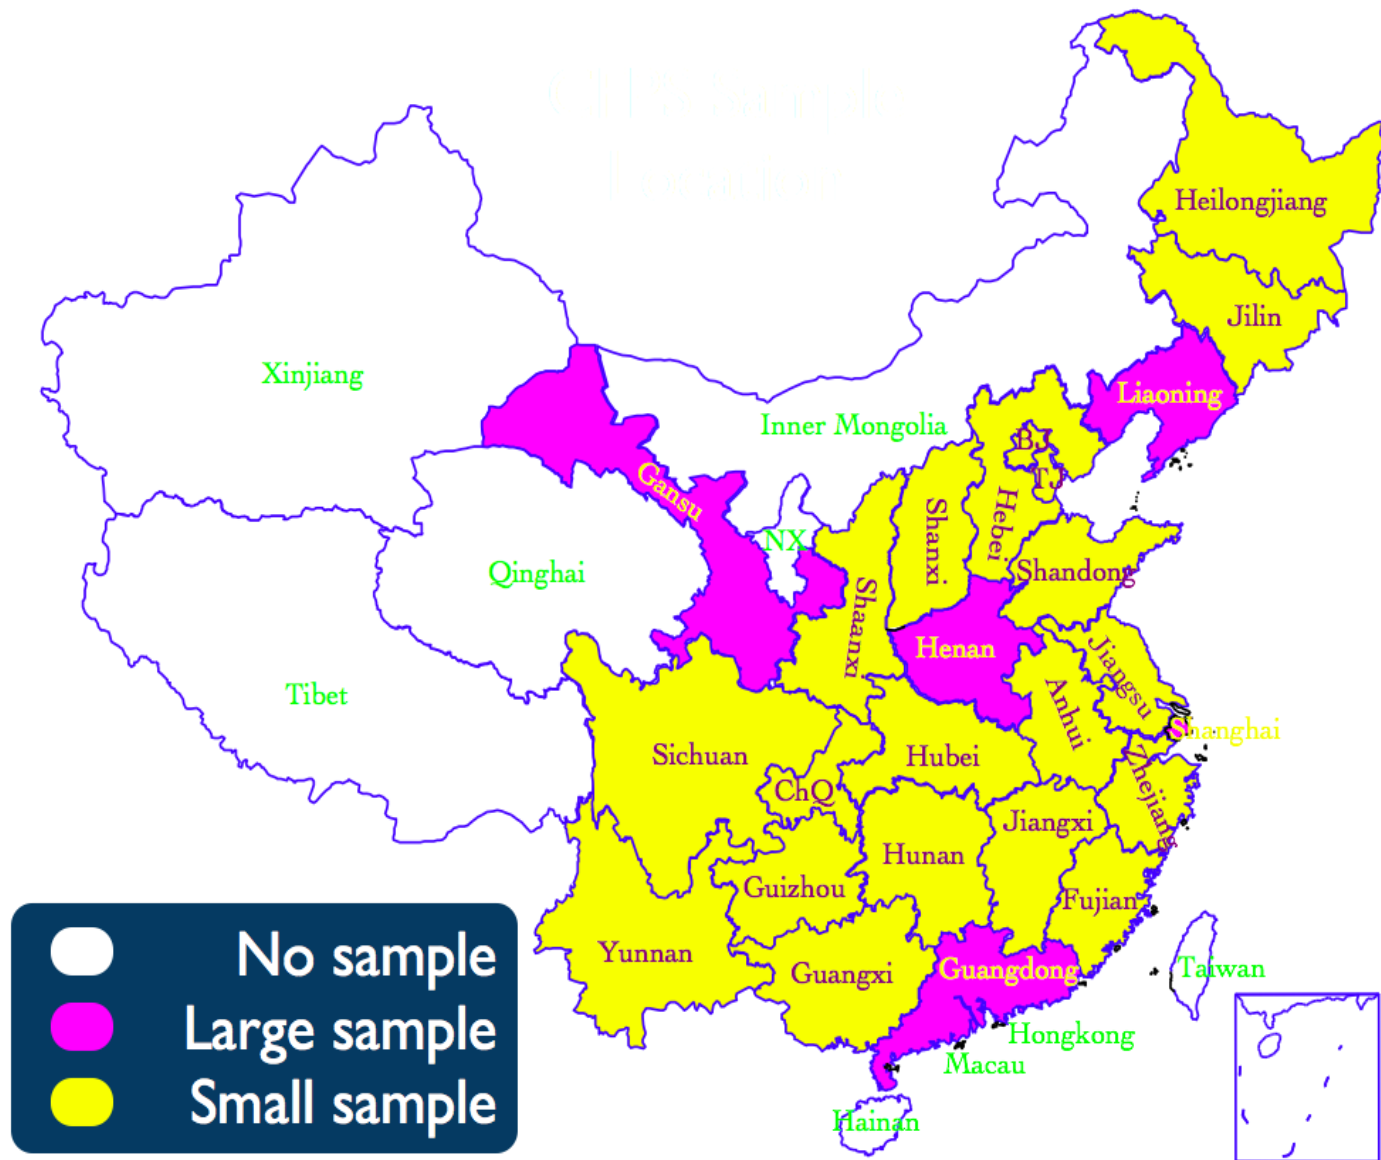 Heilongjiang
Jilin
Xinjiang
Liaoning
Inner Mongolia
BJ
TJ
Gansu
Shanxi
Hebei
NX
Qinghai
Shandong
Shaanxi
Henan
Jiangsu
Tibet
Anhui
Shanghai
Sichuan
Hubei
Zhejiang
ChQ
Jiangxi
Hunan
Guizhou
Fujian
Yunnan
Guangxi
Guangdong
Taiwan
Hongkong
Macau
Hainan
No sample
Large sample
Small sample